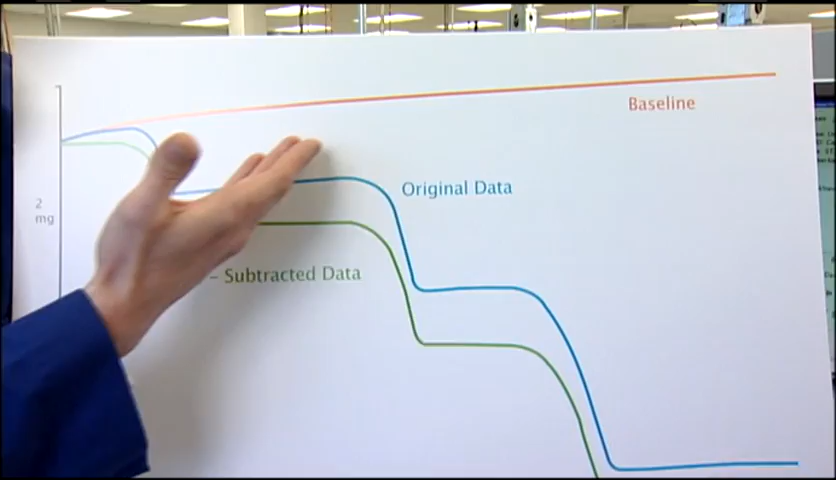 Baseline
Original Data
2
mg
– Subtracted Data